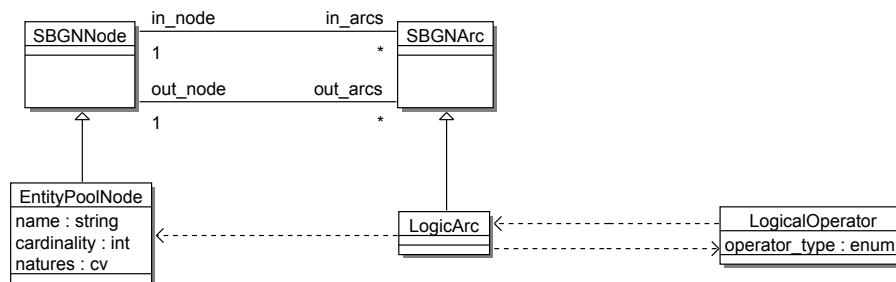 in_node in_arcs
SBGNNode SBGNArc
1 *
out_node out_arcs
1 *
EntityPoolNode
name : string
cardinality : int
natures : cv
LogicArc
LogicalOperator
operator_type : enum